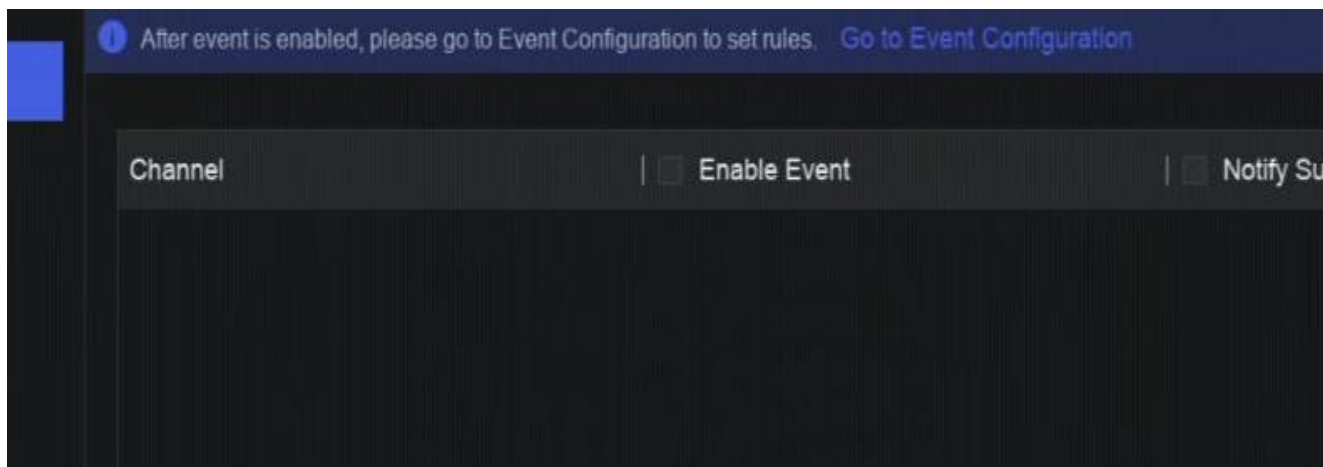 After event is enabled, please go to Event Configuration to set rules. Go to Event Configuration
Channel | Enable Event | Notify Su